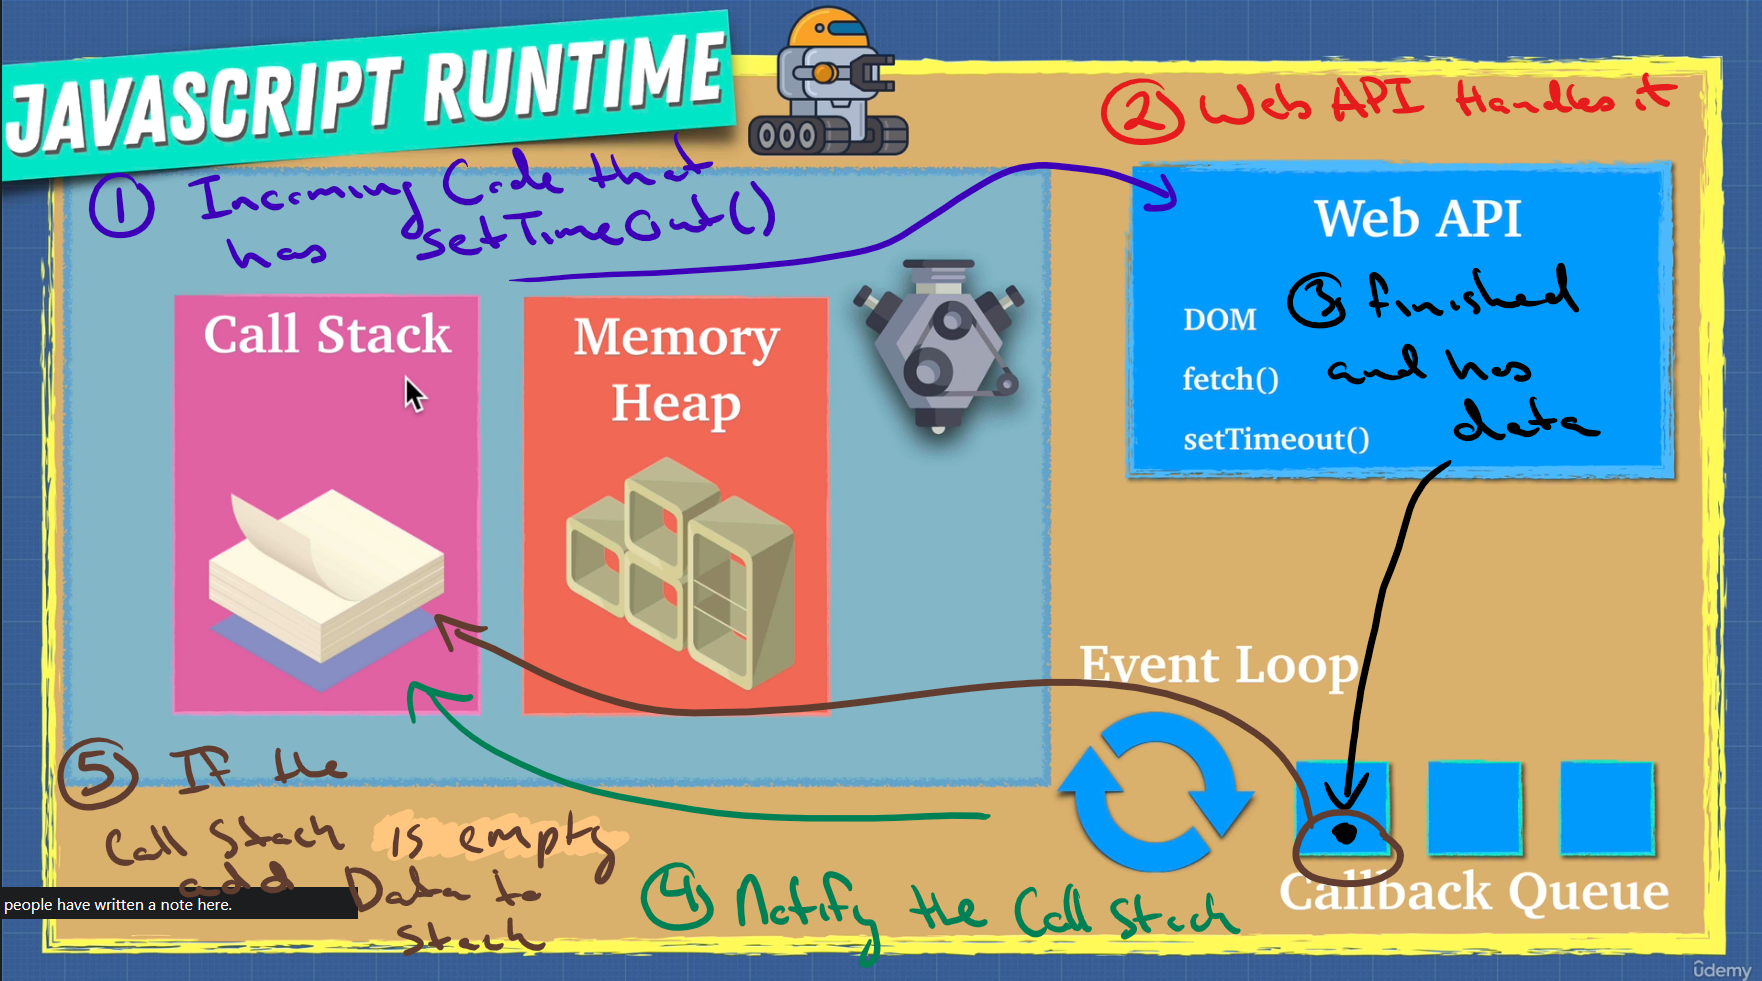 JAVASCRIPT RUNTIME
① Incoming Code that
has setTimeOut()
② Web API Handles it
Call Stack
Memory
Heap
Web API
DOM
fetch()
setTimeout()
③ finished
and has
data
Event Loop
Callback Queue
④ Notify the Call Stack
⑤ If the
Call Stack is empty
add Data to
Stack
people have written a note here.
ûdemy